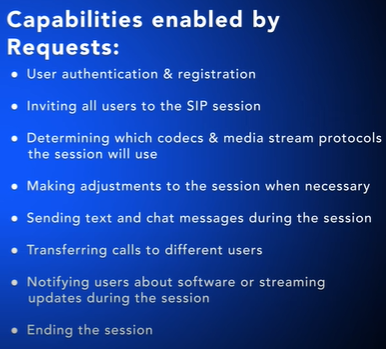 Capabilities enabled by
Requests:
● User authentication & registration
● Inviting all users to the SIP session
● Determining which codecs & media stream protocols
the session will use
● Making adjustments to the session when necessary
● Sending text and chat messages during the session
● Transferring calls to different users
● Notifying users about software or streaming
updates during the session
● Ending the session